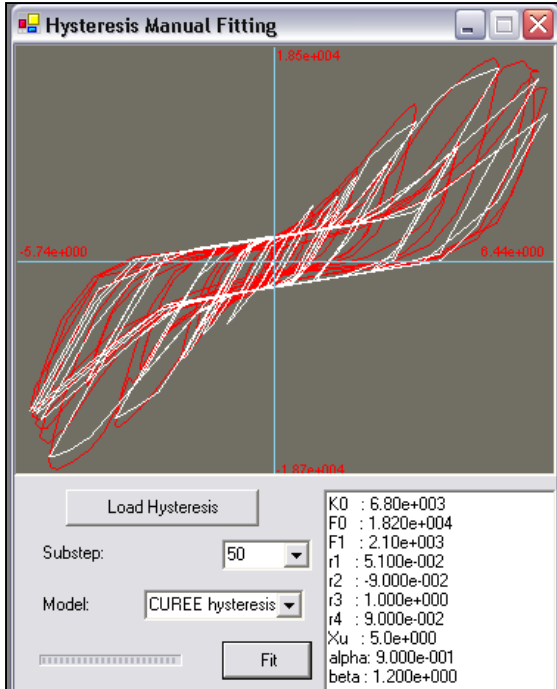 Hysteresis Manual Fitting
1.85e+004
-5.74e+000
6.44e+000
-1.87e+004
Load Hysteresis
Substep:
50
Model:
CUREE hysteresis
Fit
K0 : 6.80e+003
F0 : 1.820e+004
F1 : 2.10e+003
r1 : 5.100e-002
r2 : -9.000e-002
r3 : 1.000e+000
r4 : 9.000e-002
Xu : 5.0e+000
alpha: 9.000e-001
beta : 1.200e+000